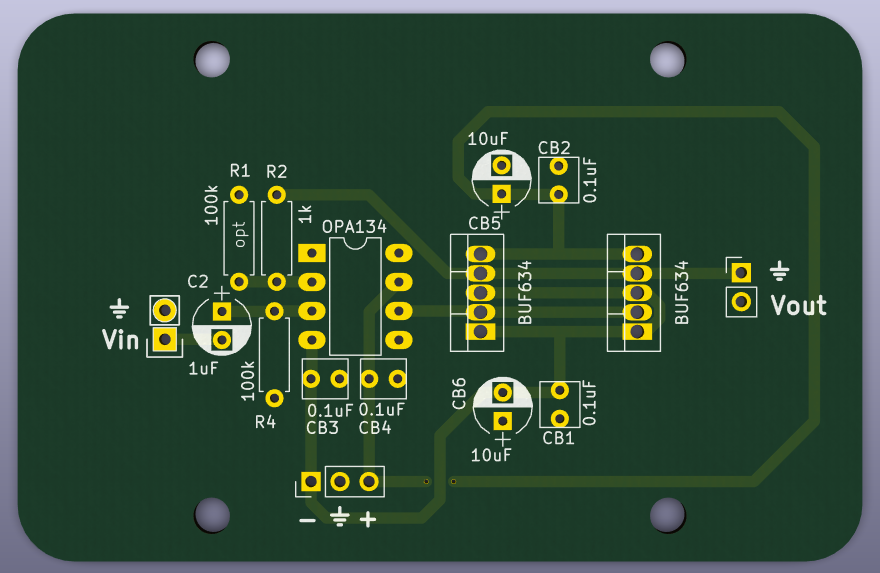 10uF
CB2
0.1uF
R1
R2
100k
1k
opt
OPA134
CB5
C2
+
BUF634
BUF634
Vin
Vout
1uF
100k
R4
0.1uF
CB3
0.1uF
CB4
CB6
0.1uF
CB1
+
10uF
+
- +